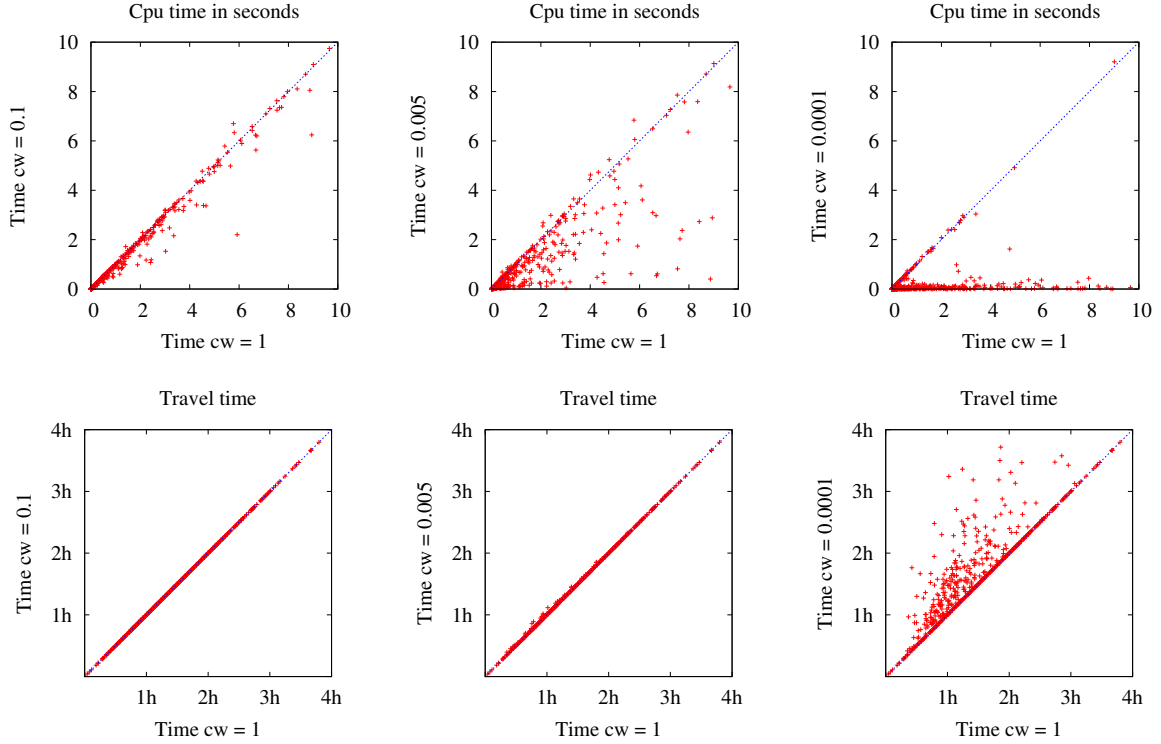 Cpu time in seconds
Time cw = 0.1
10
8
6
4
2
0
0 2 4 6 8 10
Time cw = 1
Cpu time in seconds
Time cw = 0.005
10
8
6
4
2
0
0 2 4 6 8 10
Time cw = 1
Cpu time in seconds
Time cw = 0.0001
10
8
6
4
2
0
0 2 4 6 8 10
Time cw = 1
Travel time
Time cw = 0.1
4h
3h
2h
1h
1h 2h 3h 4h
Time cw = 1
Travel time
Time cw = 0.005
4h
3h
2h
1h
1h 2h 3h 4h
Time cw = 1
Travel time
Time cw = 0.0001
4h
3h
2h
1h
1h 2h 3h 4h
Time cw = 1